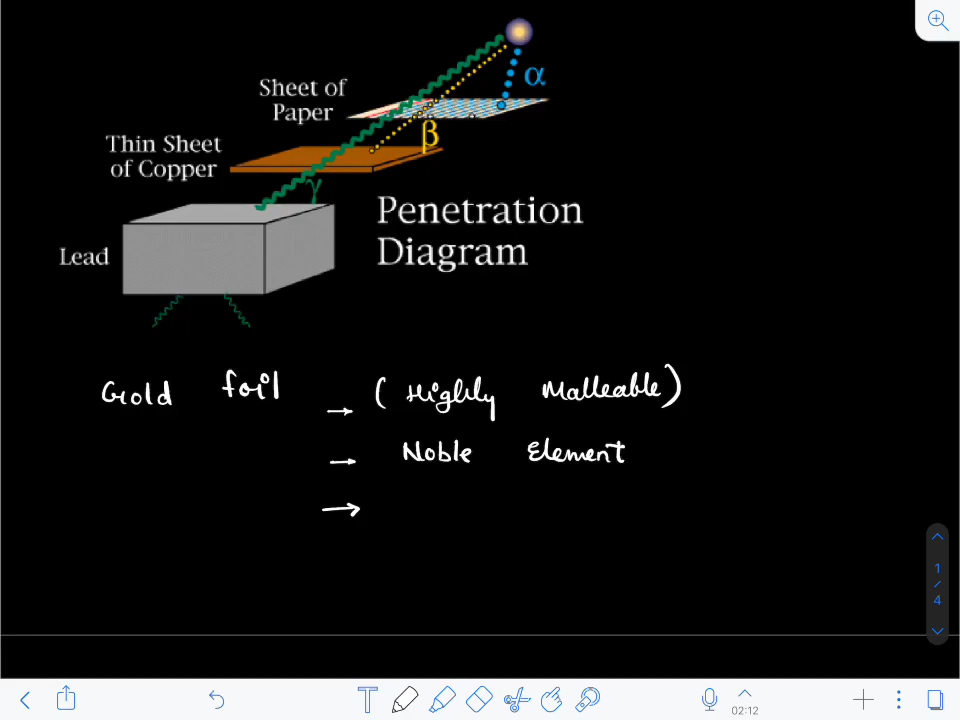 α
Sheet of
Paper
β
Thin Sheet
of Copper
γ
Penetration
Diagram
Lead
Gold foil → (Highly Malleable)
→ Noble Element
→
1
/
4
T
02:12